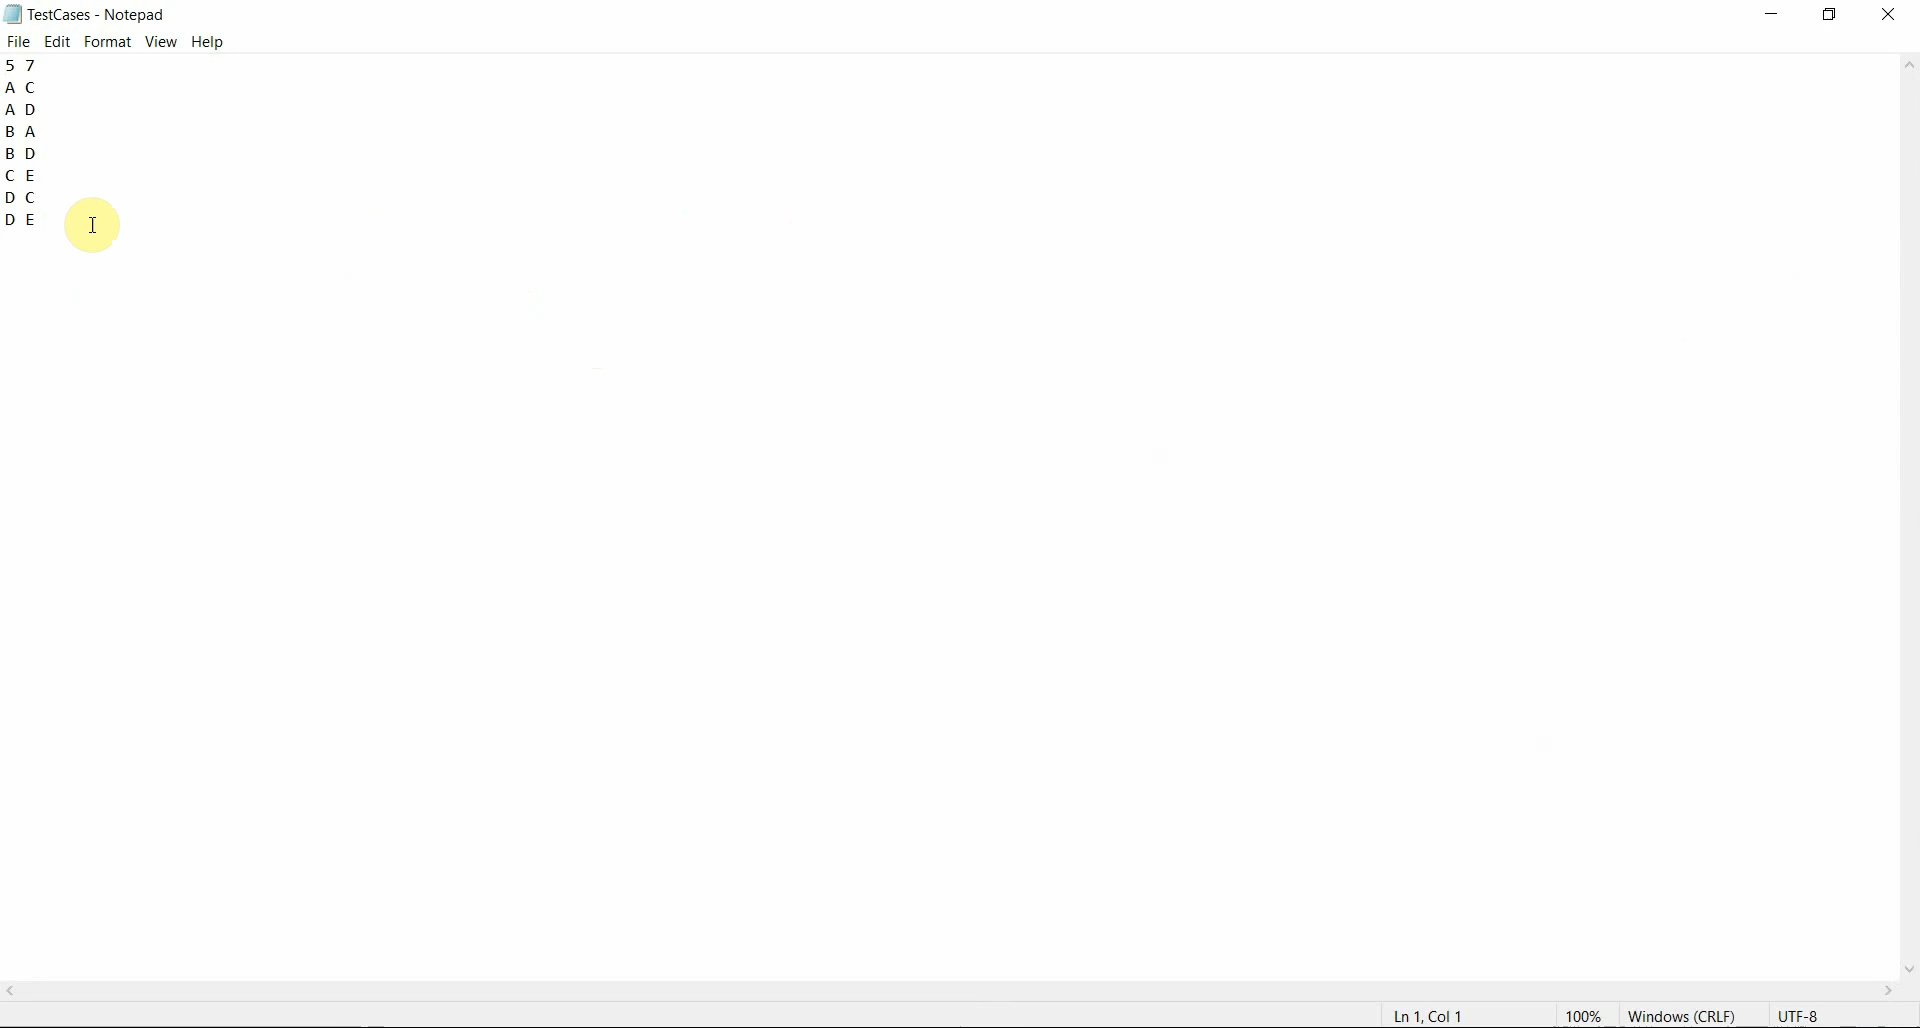 TestCases - Notepad
File Edit Format View Help
5 7
A C
A D
B A
B D
C E
D C
D E
Ln 1, Col 1 100% Windows (CRLF) UTF-8